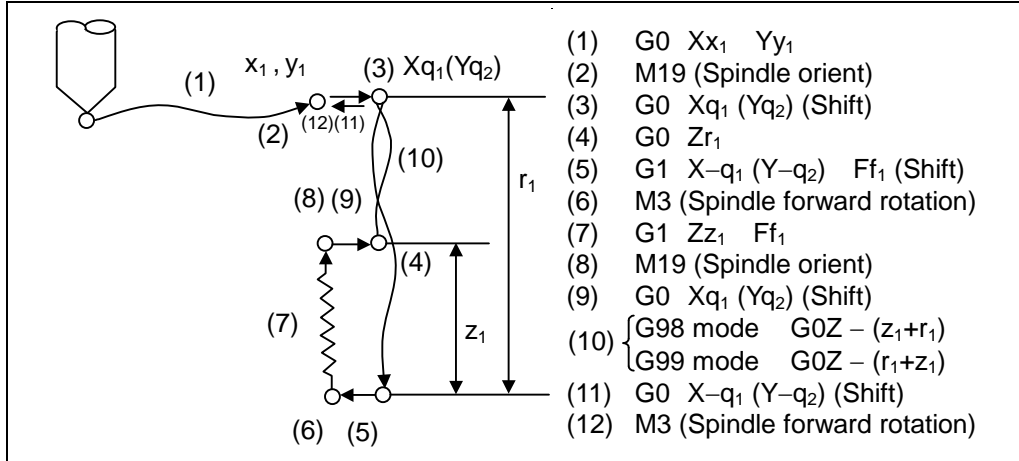 x₁ , y₁
(3) Xq₁(Yq₂)
(1)
(2)
(12)(11)
(10)
r₁
(8) (9)
(4)
(7)
z₁
(6) (5)
(1) G0 Xx₁ Yy₁
(2) M19 (Spindle orient)
(3) G0 Xq₁ (Yq₂) (Shift)
(4) G0 Zr₁
(5) G1 X−q₁ (Y−q₂) Ff₁ (Shift)
(6) M3 (Spindle forward rotation)
(7) G1 Zz₁ Ff₁
(8) M19 (Spindle orient)
(9) G0 Xq₁ (Yq₂) (Shift)
(10) G98 mode G0Z − (z₁+r₁)
G99 mode G0Z − (r₁+z₁)
(11) G0 X−q₁ (Y−q₂) (Shift)
(12) M3 (Spindle forward rotation)